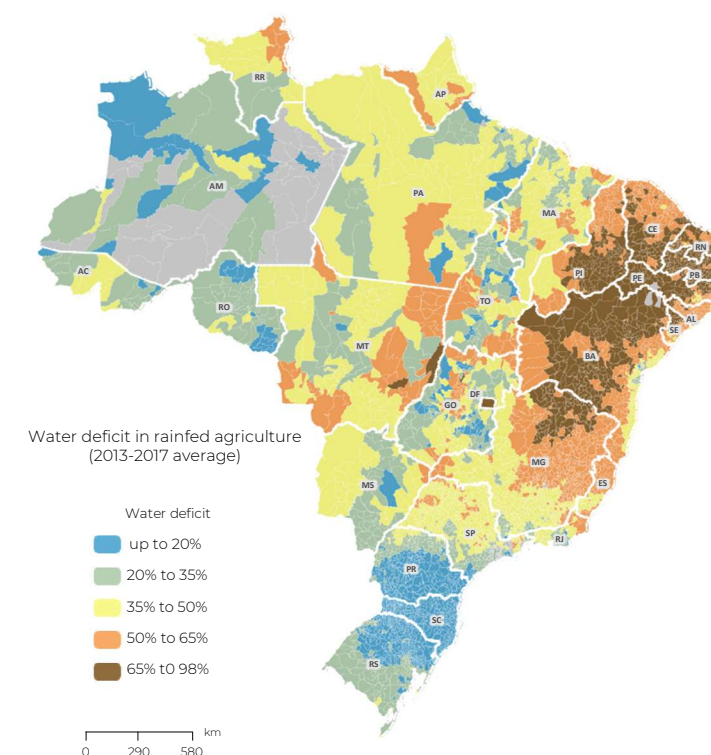 RR
AP
AM
PA
MA
CE
RN
PB
PI
PE
AC
TO
AL
SE
RO
MT
BA
GO
DF
Water deficit in rainfed agriculture
(2013-2017 average)
MG
MS
ES
Water deficit
SP
RJ
up to 20%
20% to 35%
PR
35% to 50%
SC
50% to 65%
RS
65% t0 98%
km
0 290 580